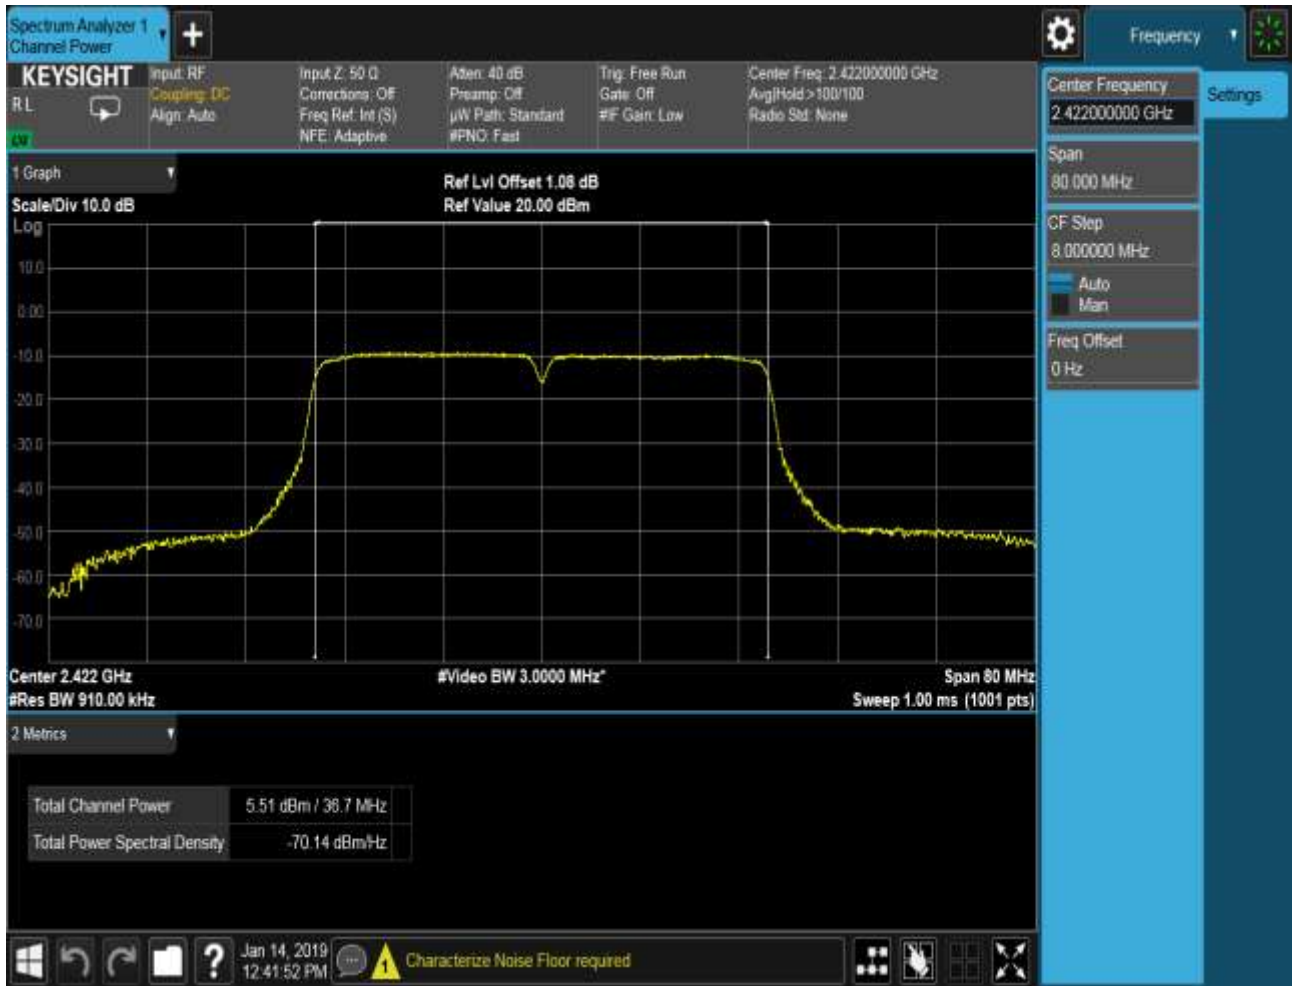 Spectrum Analyzer 1
Channel Power
Frequency
KEYSIGHT
RL
Input: RF
Coupling: DC
Align: Auto
Input Z: 50 Ω
Corrections: Off
Freq Ref: Int (S)
NFE: Adaptive
Atten: 40 dB
Preamp: Off
µW Path: Standard
#PNO: Fast
Trig: Free Run
Gate: Off
#IF Gain: Low
Center Freq: 2.422000000 GHz
Avg|Hold:>100/100
Radio Std: None
Center Frequency
2.422000000 GHz
Settings
Span
80.000 MHz
CF Step
8.000000 MHz
Auto
Man
Freq Offset
0 Hz
1 Graph
Scale/Div 10.0 dB
Ref Lvl Offset 1.08 dB
Ref Value 20.00 dBm
Log
10.0
0.00
-10.0
-20.0
-30.0
-40.0
-50.0
-60.0
-70.0
Center 2.422 GHz
#Video BW 3.0000 MHz*
Span 80 MHz
#Res BW 910.00 kHz
Sweep 1.00 ms (1001 pts)
2 Metrics
Total Channel Power 5.51 dBm / 36.7 MHz
Total Power Spectral Density -70.14 dBm/Hz
Jan 14, 2019
12:41:52 PM
1
Characterize Noise Floor required